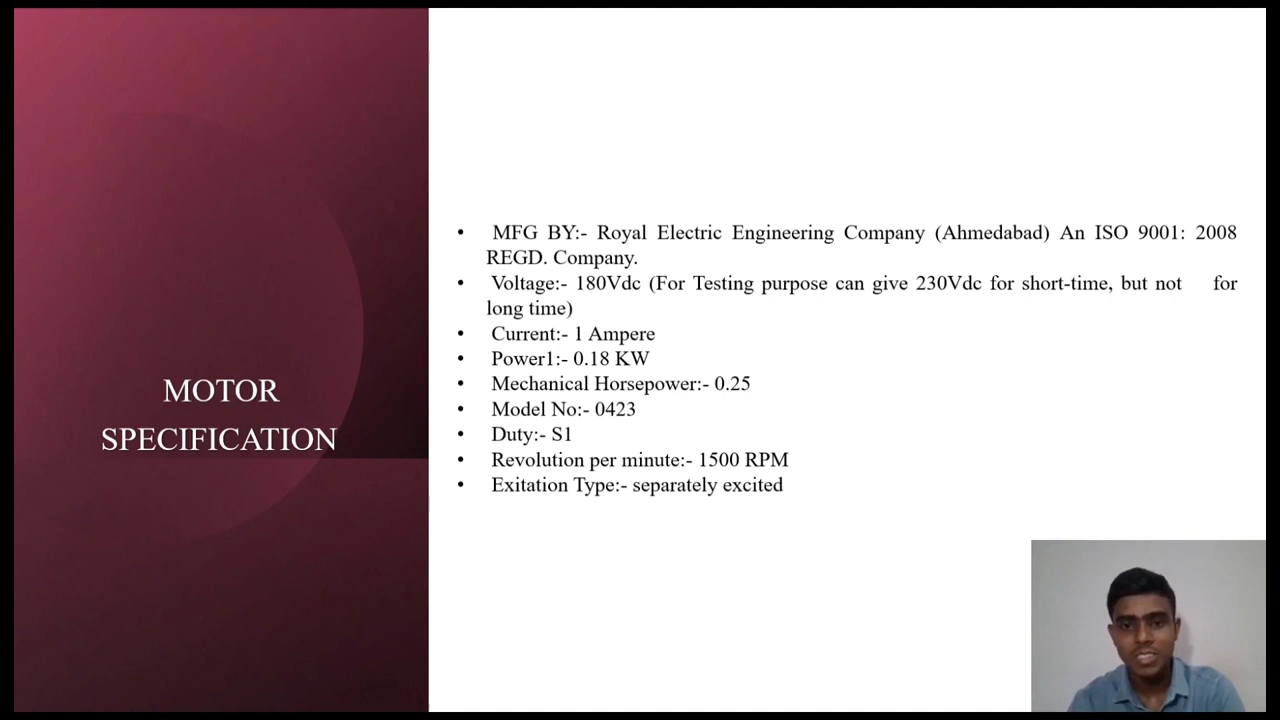 MOTOR
SPECIFICATION
• MFG BY:- Royal Electric Engineering Company (Ahmedabad) An ISO 9001: 2008
REGD. Company.
• Voltage:- 180Vdc (For Testing purpose can give 230Vdc for short-time, but not for
long time)
• Current:- 1 Ampere
• Power1:- 0.18 KW
• Mechanical Horsepower:- 0.25
• Model No:- 0423
• Duty:- S1
• Revolution per minute:- 1500 RPM
• Exitation Type:- separately excited